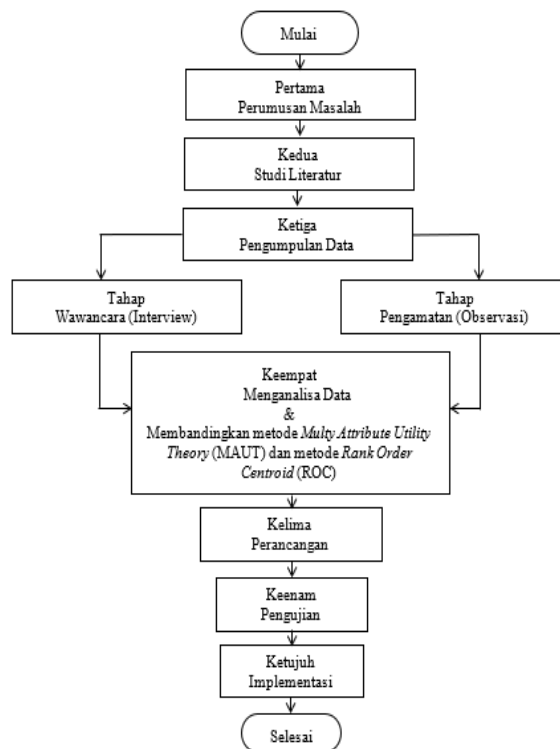 Mulai
Pertama
Perumusan Masalah
Kedua
Studi Literatur
Ketiga
Pengumpulan Data
Tahap
Wawancara (Interview)
Tahap
Pengamatan (Observasi)
Keempat
Menganalisa Data
&
Membandingkan metode Multy Attribute Utility
Theory (MAUT) dan metode Rank Order
Centroid (ROC)
Kelima
Perancangan
Keenam
Pengujian
Ketujuh
Implementasi
Selesai